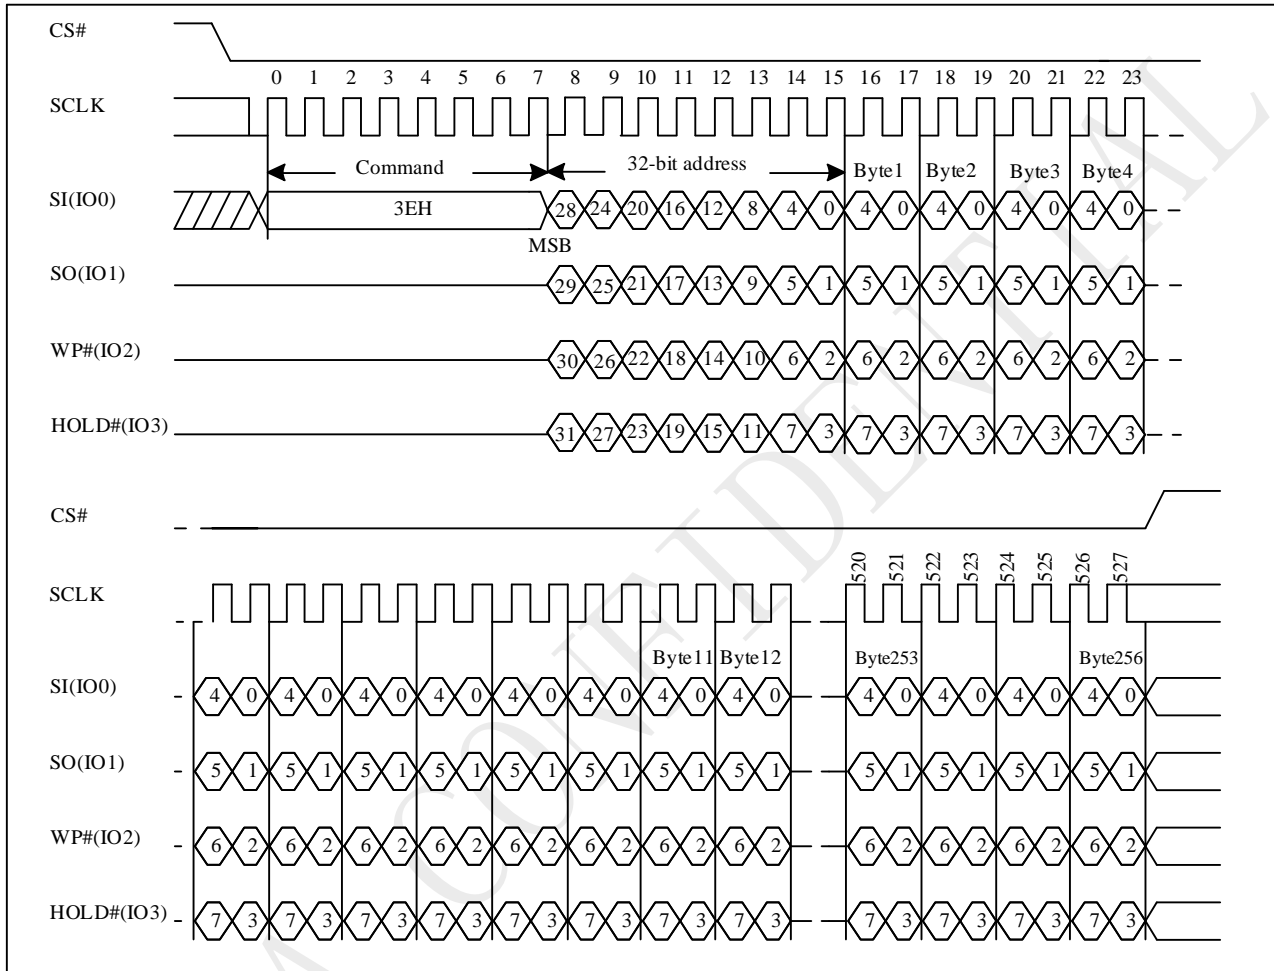 CS#
0 1 2 3 4 5 6 7 8 9 10 11 12 13 14 15 16 17 18 19 20 21 22 23
SCLK
Command 32-bit address Byte1 Byte2 Byte3 Byte4
SI(IO0) 3EH 28 24 20 16 12 8 4 0 4 0 4 0 4 0 4 0
MSB
SO(IO1) 29 25 21 17 13 9 5 1 5 1 5 1 5 1 5 1
WP#(IO2) 30 26 22 18 14 10 6 2 6 2 6 2 6 2 6 2
HOLD#(IO3) 31 27 23 19 15 11 7 3 7 3 7 3 7 3 7 3
CS#
520 521 522 523 524 525 526 527
SCLK
Byte11 Byte12 Byte253 Byte256
SI(IO0) 4 0 4 0 4 0 4 0 4 0 4 0 4 0 4 0 4 0 4 0 4 0 4 0
SO(IO1) 5 1 5 1 5 1 5 1 5 1 5 1 5 1 5 1 5 1 5 1 5 1 5 1
WP#(IO2) 6 2 6 2 6 2 6 2 6 2 6 2 6 2 6 2 6 2 6 2 6 2 6 2
HOLD#(IO3) 7 3 7 3 7 3 7 3 7 3 7 3 7 3 7 3 7 3 7 3 7 3 7 3
CONFIDENTIAL